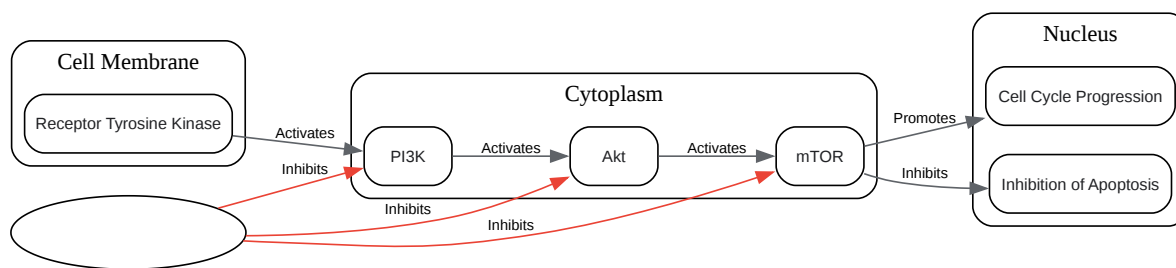 Cell Membrane
Receptor Tyrosine Kinase
Activates
Inhibits
Cytoplasm
PI3K
Activates
Akt
Activates
mTOR
Inhibits
Inhibits
Promotes
Inhibits
Nucleus
Cell Cycle Progression
Inhibition of Apoptosis